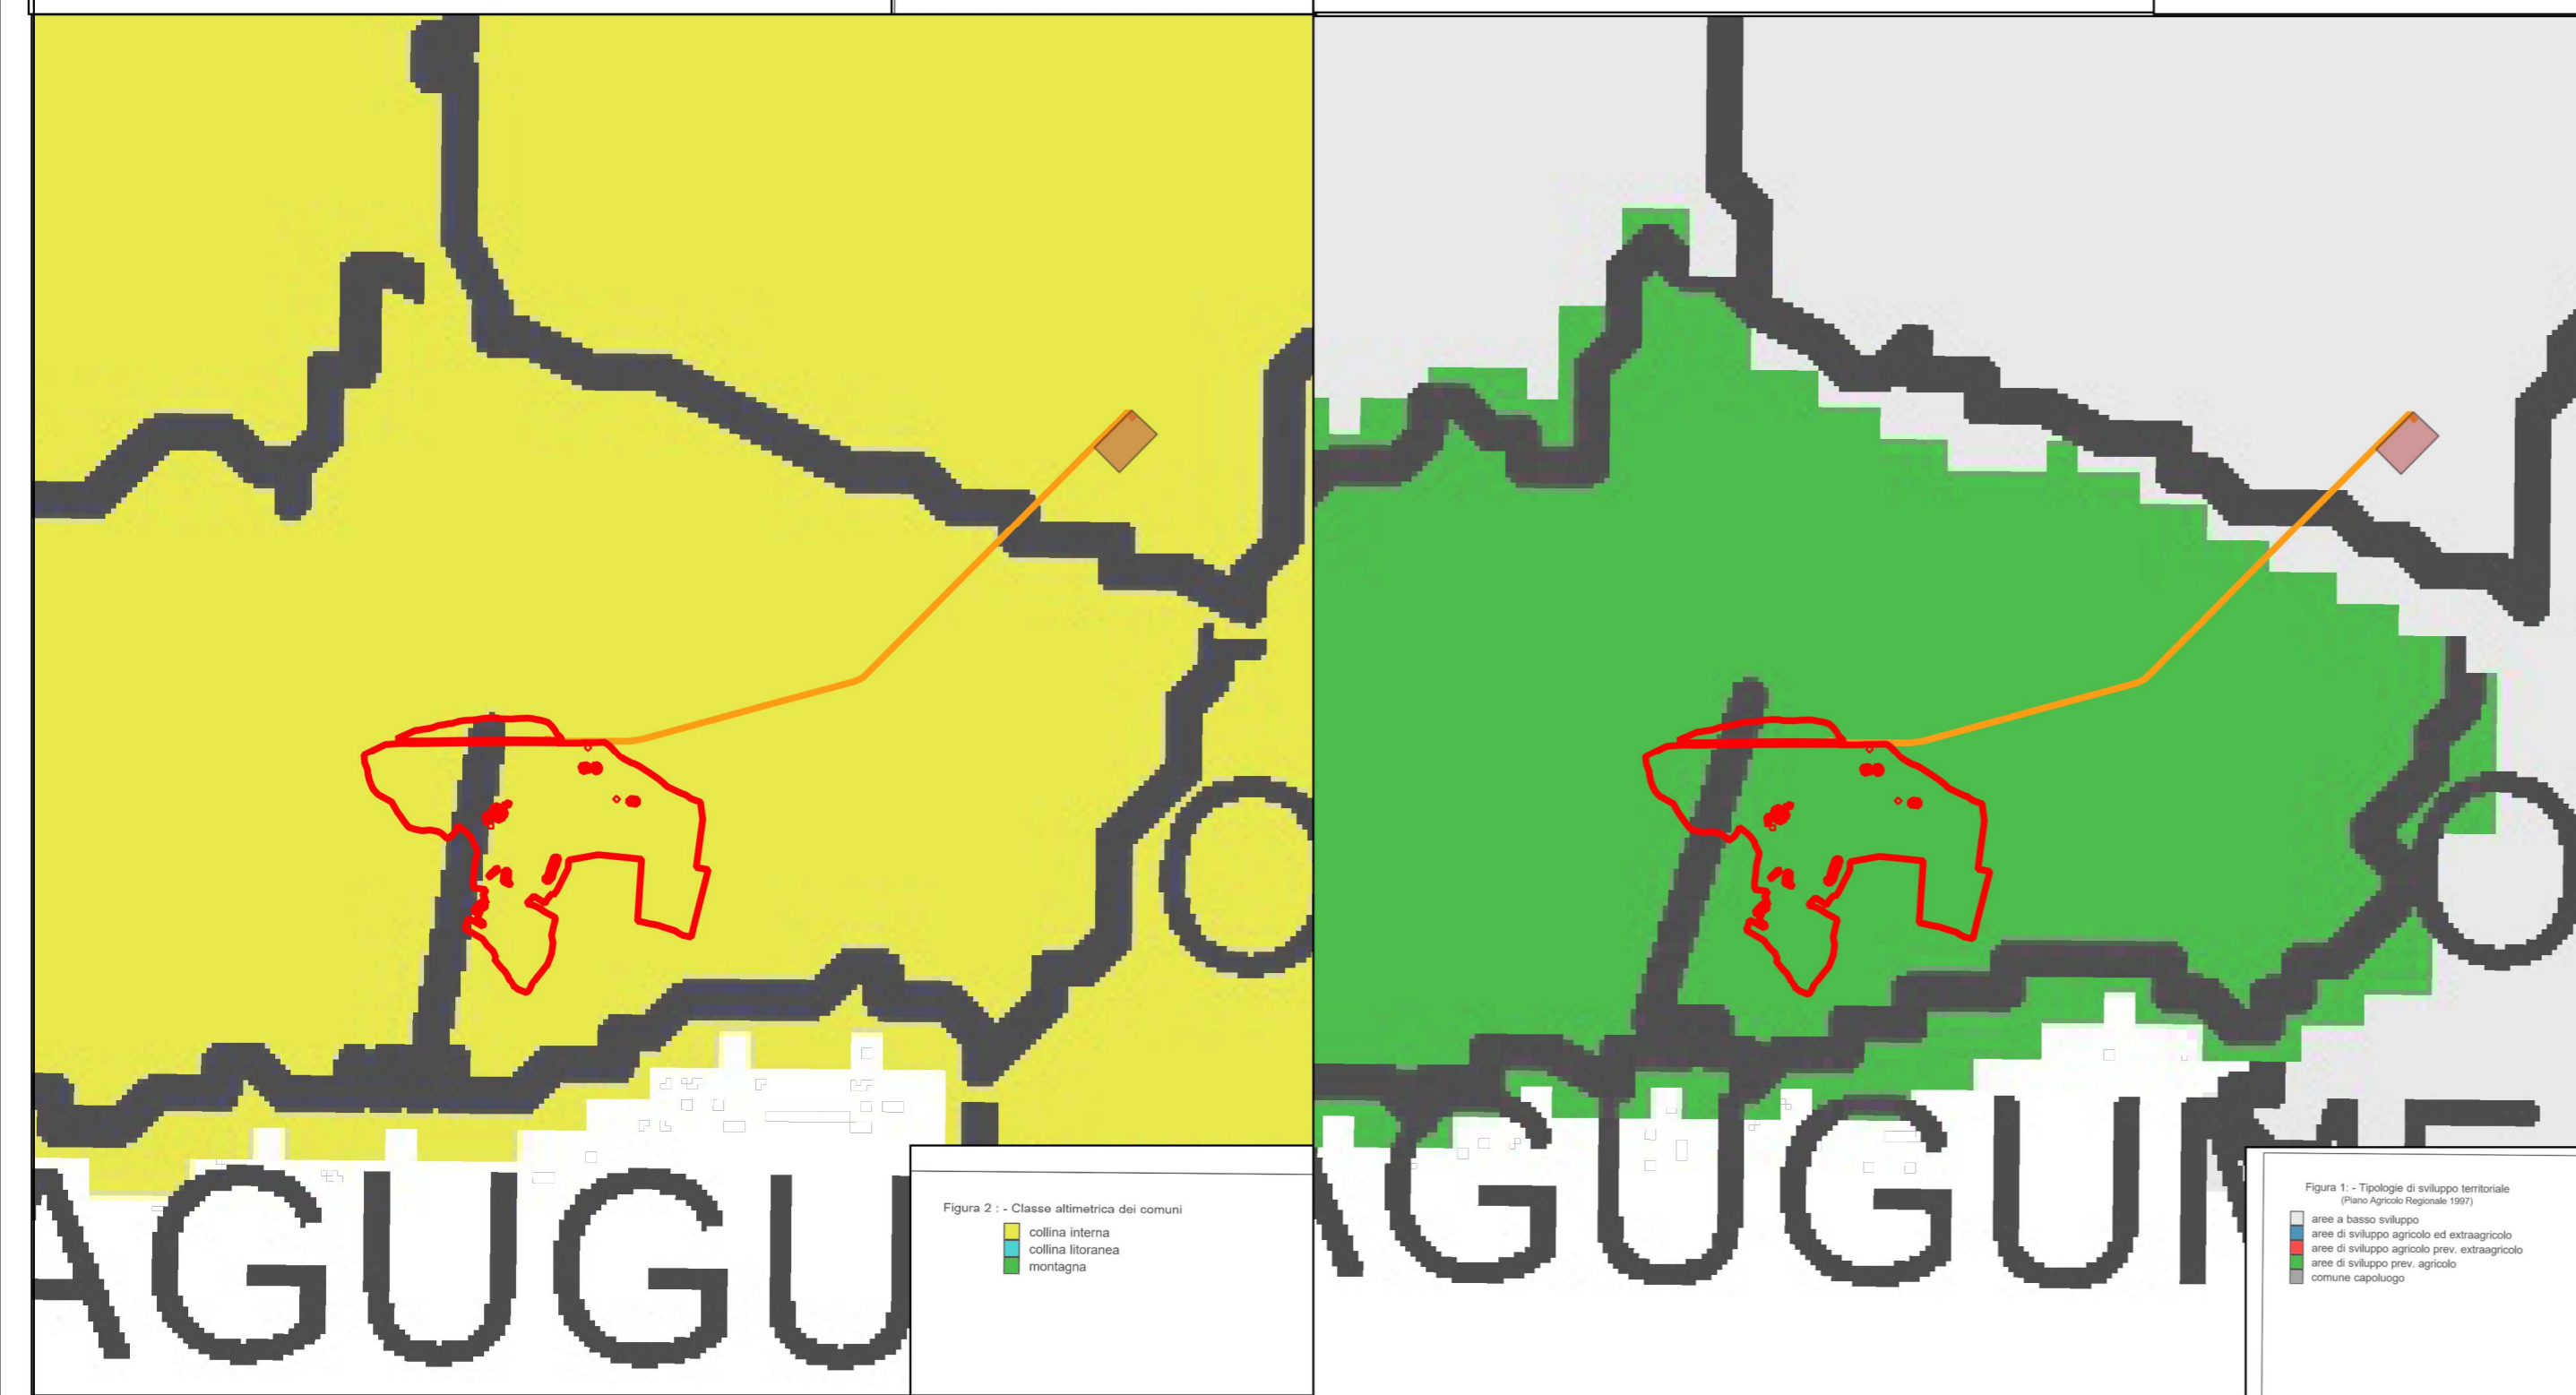 AGUGU
Figura 2 : - Classe altimetrica dei comuni
collina interna
collina litoranea
montagna
O
AGUGUM
O
Figura 1: - Tipologie di sviluppo territoriale
(Piano Agricolo Regionale 1997)
aree a basso sviluppo
aree di sviluppo agricolo ed extraagricolo
aree di sviluppo agricolo prev. extraagricolo
aree di sviluppo prev. agricolo
comune capoluogo